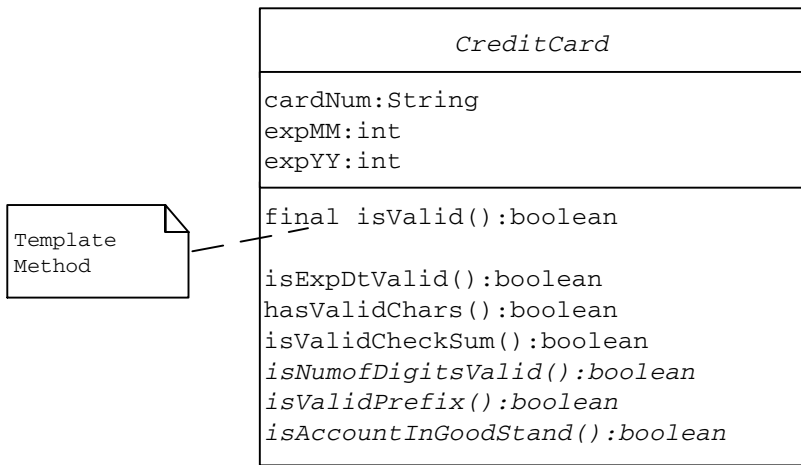 CreditCard
cardNum:String
expMM:int
expYY:int
final isValid():boolean
Template
Method
isExpDtValid():boolean
hasValidChars():boolean
isValidCheckSum():boolean
isNumofDigitsValid():boolean
isValidPrefix():boolean
isAccountInGoodStand():boolean